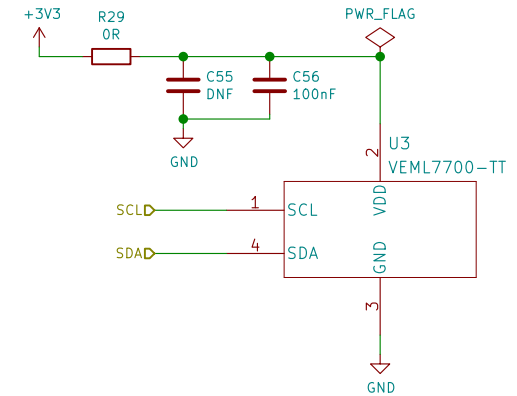 +3V3
R29
0R
PWR_FLAG
C55
DNF
C56
100nF
GND
2
U3
VEML7700-TT
SCL
1
SCL
VDD
SDA
4
SDA
GND
3
GND